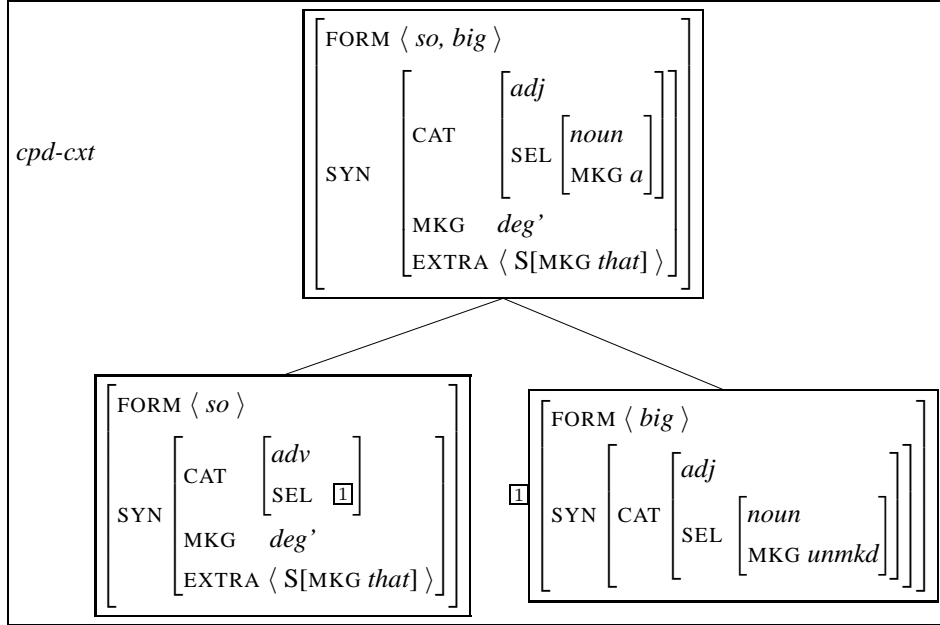 FORM ⟨ so, big ⟩
adj
CAT
noun
SEL
cpd-cxt
SYN
MKG a
MKG deg’
EXTRA ⟨ S[MKG that] ⟩
FORM ⟨ so ⟩
adv
CAT
SEL 1
SYN
MKG deg’
EXTRA ⟨ S[MKG that] ⟩
1
FORM ⟨ big ⟩
adj
SYN CAT
noun
SEL
MKG unmkd